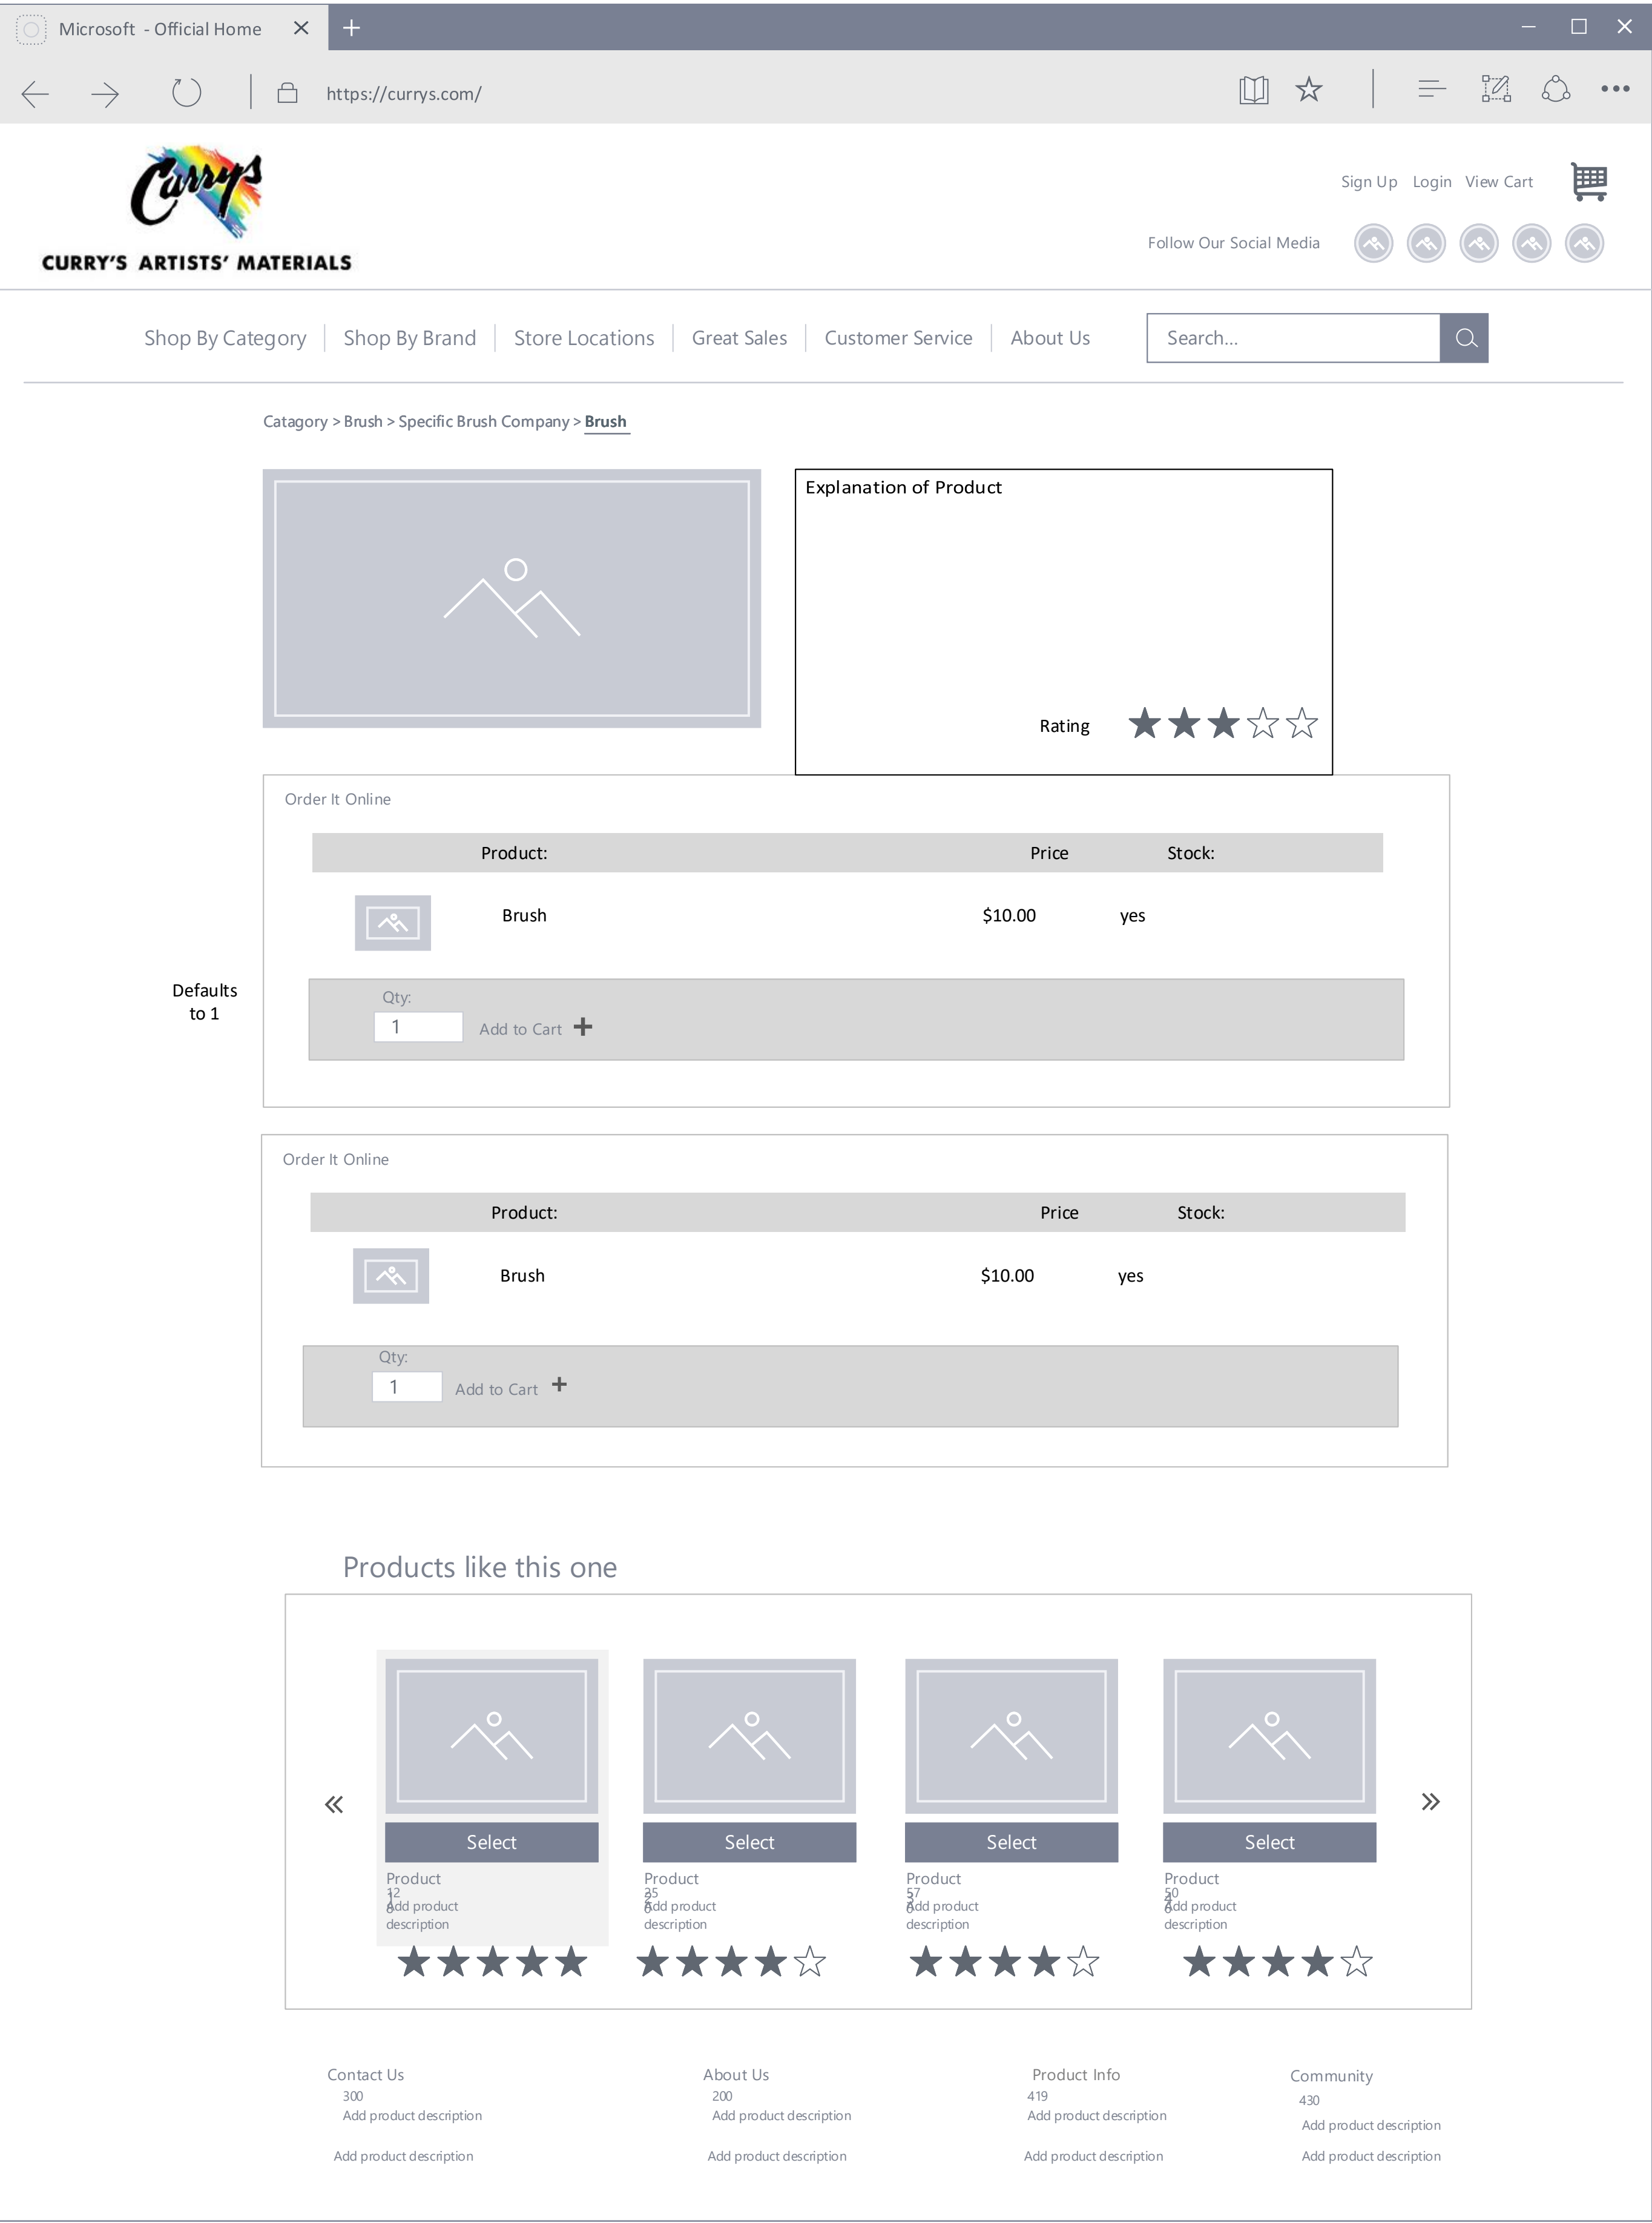 Microsoft - Official Home
https://currys.com/
Currys
CURRY'S ARTISTS' MATERIALS
Sign Up Login View Cart
Follow Our Social Media
Shop By Category Shop By Brand Store Locations Great Sales Customer Service About Us Search...
Catagory > Brush > Specific Brush Company > Brush
Explanation of Product
Rating
Order It Online
Product: Price Stock:
Brush $10.00 yes
Defaults
to 1
Qty:
1 Add to Cart
Order It Online
Product: Price Stock:
Brush $10.00 yes
Qty:
1 Add to Cart
Products like this one
Select Select Select Select
Product Product Product Product
12 25 57 50
Add product Add product Add product Add product
description description description description
Contact Us About Us Product Info Community
300 200 419 430
Add product description Add product description Add product description Add product description
Add product description Add product description Add product description Add product description